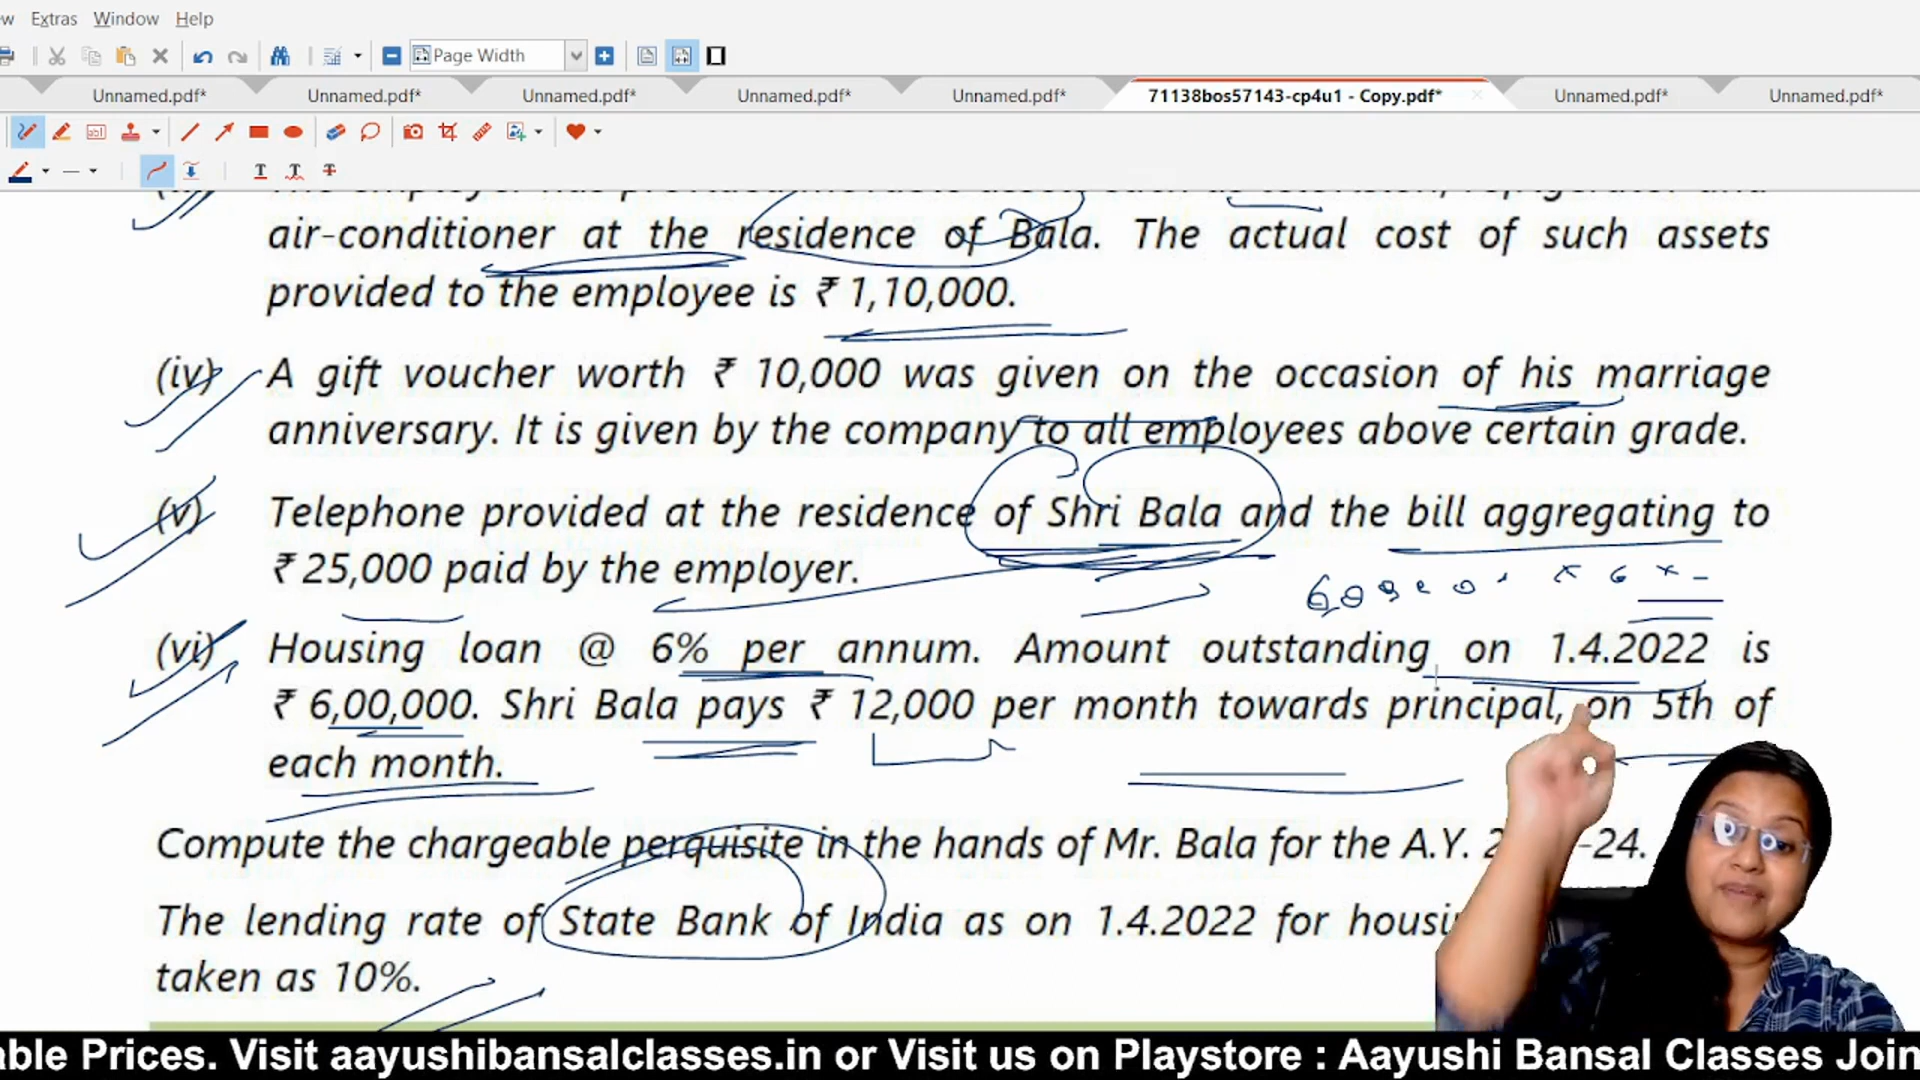 Extras Window Help
Page Width
Unnamed.pdf* Unnamed.pdf* Unnamed.pdf* Unnamed.pdf* Unnamed.pdf* 71138bos57143-cp4u1 - Copy.pdf* Unnamed.pdf* Unnamed.pdf*
air-conditioner at the residence of Bala. The actual cost of such assets
provided to the employee is ₹ 1,10,000.
(iv) A gift voucher worth ₹ 10,000 was given on the occasion of his marriage
anniversary. It is given by the company to all employees above certain grade.
(v) Telephone provided at the residence of Shri Bala and the bill aggregating to
₹ 25,000 paid by the employer.
(vi) Housing loan @ 6% per annum. Amount outstanding on 1.4.2022 is
₹ 6,00,000. Shri Bala pays ₹ 12,000 per month towards principal, on 5th of
each month.
Compute the chargeable perquisite in the hands of Mr. Bala for the A.Y. 2 -24.
The lending rate of State Bank of India as on 1.4.2022 for
taken as 10%.
Prices. Visit aayushibansalclasses.in or Visit us on Playstore : Aayushi Bansal Classes Join